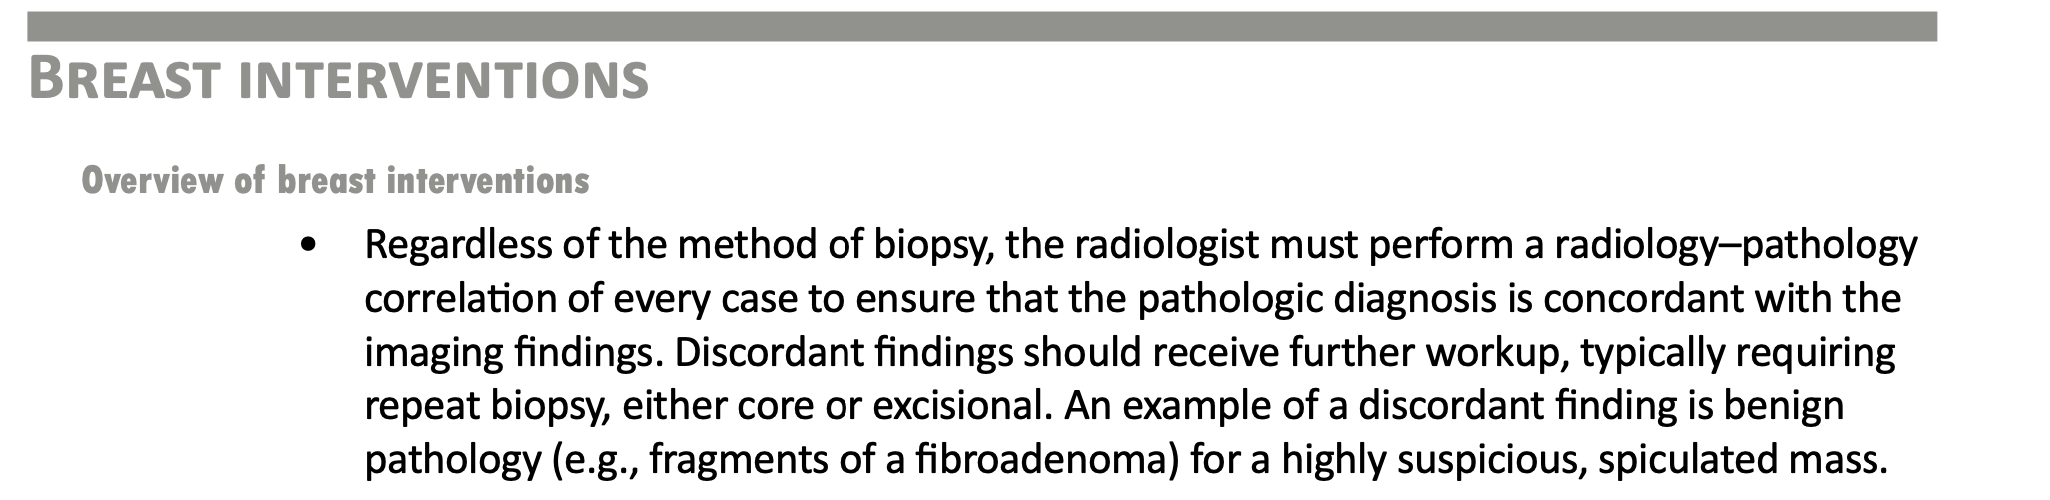 BREAST INTERVENTIONS
Overview of breast interventions
• Regardless of the method of biopsy, the radiologist must perform a radiology–pathology
correlation of every case to ensure that the pathologic diagnosis is concordant with the
imaging findings. Discordant findings should receive further workup, typically requiring
repeat biopsy, either core or excisional. An example of a discordant finding is benign
pathology (e.g., fragments of a fibroadenoma) for a highly suspicious, spiculated mass.